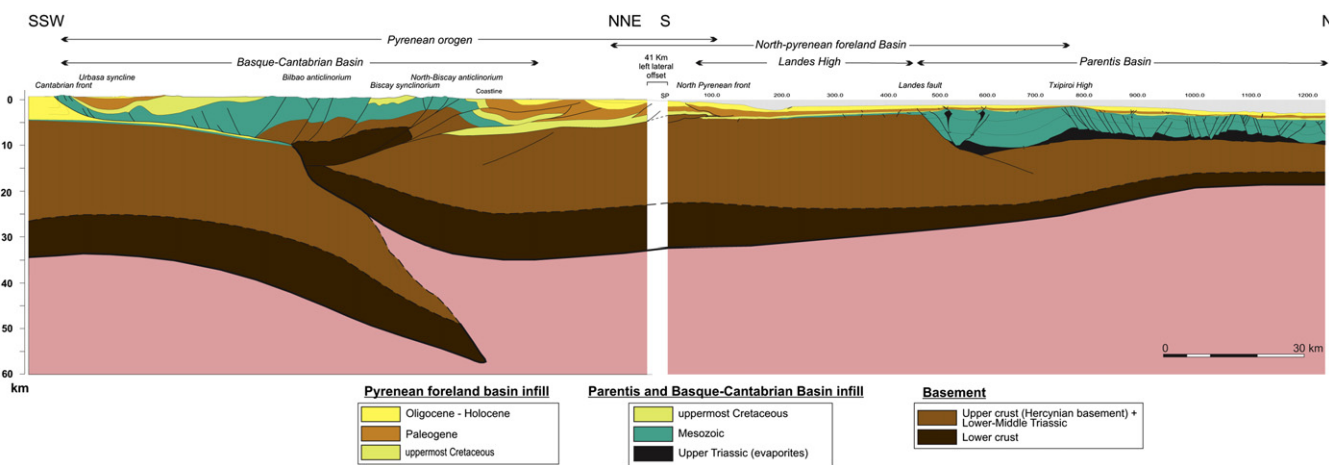 SSW
NNE
S
N
Pyrenean orogen
North-pyrenean foreland Basin
Basque-Cantabrian Basin
41 Km
left lateral
offset
Landes High
Parentis Basin
Cantabrian front
Urbasa syncline
Bilbao anticlinorium
Biscay synclinorium
North-Biscay anticlinorium
Coastline
North Pyrenean front
Landes fault
Txipiroi High
SP
100.0
200.0
300.0
400.0
500.0
600.0
700.0
800.0
900.0
1000.0
1100.0
1200.0
0
10
20
30
40
50
60
km
0
30 km
Pyrenean foreland basin infill
Oligocene - Holocene
Paleogene
uppermost Cretaceous
Parentis and Basque-Cantabrian Basin infill
uppermost Cretaceous
Mesozoic
Upper Triassic (evaporites)
Basement
Upper crust (Hercynian basement) +
Lower-Middle Triassic
Lower crust